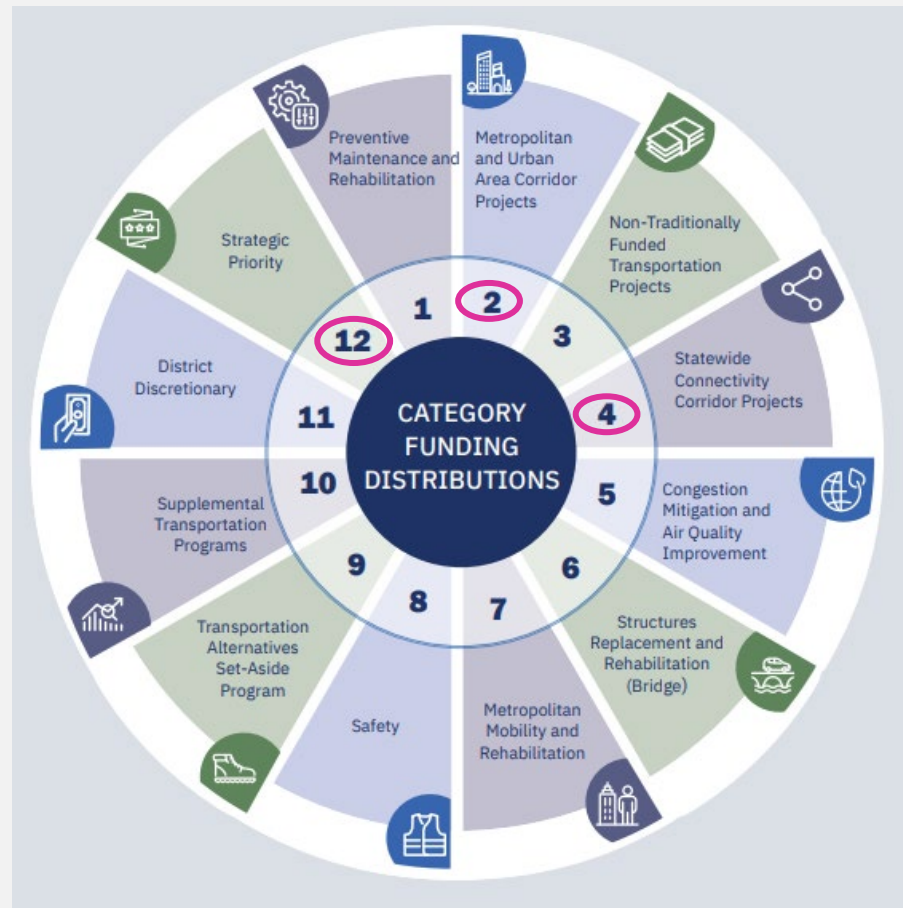 CATEGORY
FUNDING
DISTRIBUTIONS
1
Preventive
Maintenance and
Rehabilitation
2
Metropolitan
and Urban
Area Corridor
Projects
3
Non-Traditionally
Funded
Transportation
Projects
4
Statewide
Connectivity
Corridor Projects
5
Congestion
Mitigation and
Air Quality
Improvement
6
Structures
Replacement and
Rehabilitation
(Bridge)
7
Metropolitan
Mobility and
Rehabilitation
8
Safety
9
Transportation
Alternatives
Set-Aside
Program
10
Supplemental
Transportation
Programs
11
District
Discretionary
12
Strategic
Priority